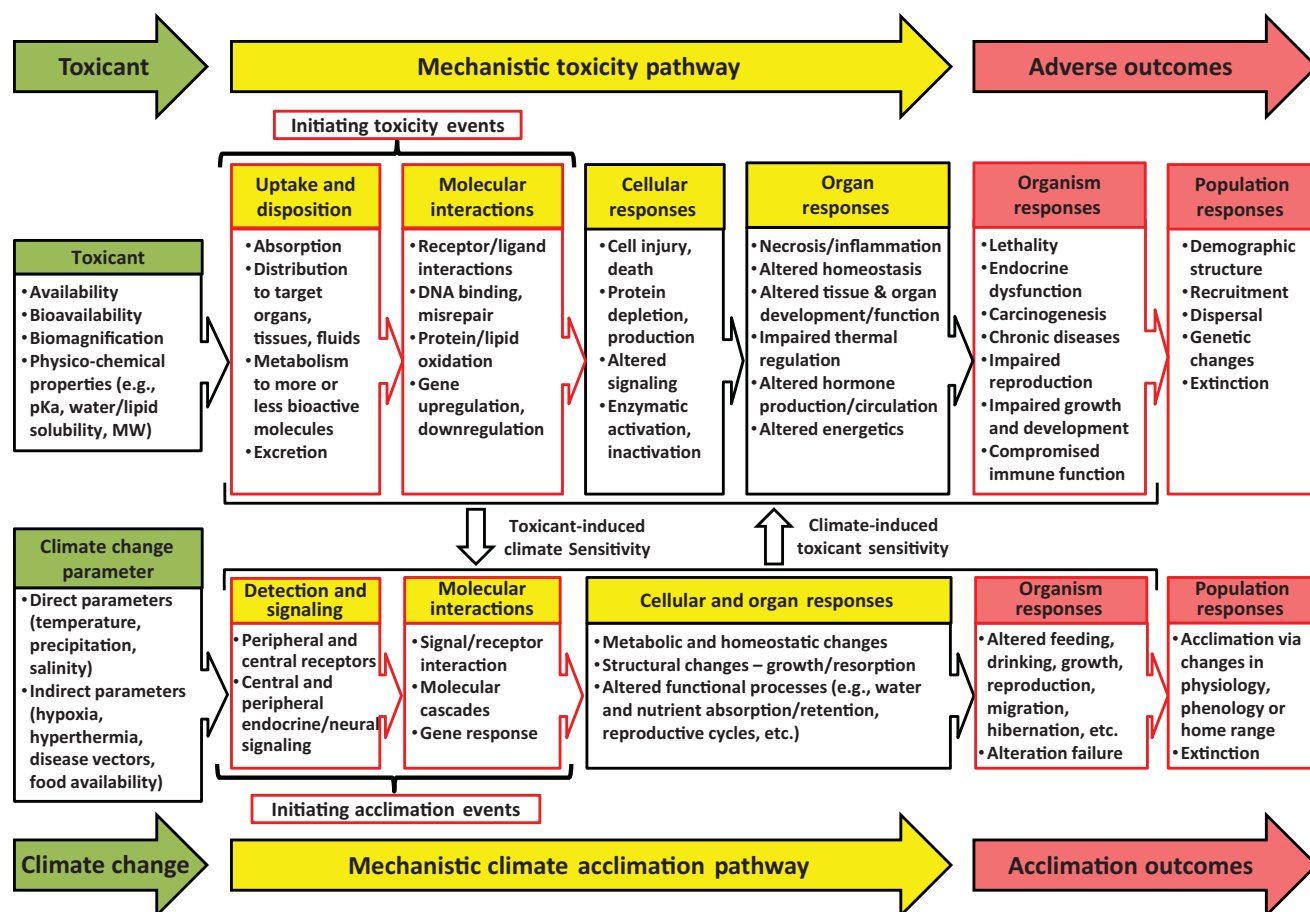 Toxicant
Mechanistic toxicity pathway
Adverse outcomes
Initiating toxicity events
Toxicant
•Availability
•Bioavailability
•Biomagnification
•Physico-chemical
properties (e.g.,
pKa, water/lipid
solubility, MW)
Uptake and
disposition
•Absorption
•Distribution
to target
organs,
tissues, fluids
•Metabolism
to more or
less bioactive
molecules
•Excretion
Molecular
interactions
•Receptor/ligand
interactions
•DNA binding,
misrepair
•Protein/lipid
oxidation
•Gene
upregulation,
downregulation
Cellular
responses
•Cell injury,
death
•Protein
depletion,
production
•Altered
signaling
•Enzymatic
activation,
inactivation
Organ
responses
•Necrosis/inflammation
•Altered homeostasis
•Altered tissue & organ
development/function
•Impaired thermal
regulation
•Altered hormone
production/circulation
•Altered energetics
Organism
responses
•Lethality
•Endocrine
dysfunction
•Carcinogenesis
•Chronic diseases
•Impaired
reproduction
•Impaired growth
and development
•Compromised
immune function
Population
responses
•Demographic
structure
•Recruitment
•Dispersal
•Genetic
changes
•Extinction
Toxicant-induced
climate Sensitivity
Climate-induced
toxicant sensitivity
Climate change
parameter
•Direct parameters
(temperature,
precipitation,
salinity)
•Indirect parameters
(hypoxia,
hyperthermia,
disease vectors,
food availability)
Detection and
signaling
•Peripheral and
central receptors
•Central and
peripheral
endocrine/neural
signaling
Molecular
interactions
•Signal/receptor
interaction
•Molecular
cascades
•Gene response
Cellular and organ responses
•Metabolic and homeostatic changes
•Structural changes – growth/resorption
•Altered functional processes (e.g., water
and nutrient absorption/retention,
reproductive cycles, etc.)
Organism
responses
•Altered feeding,
drinking, growth,
reproduction,
migration,
hibernation, etc.
•Alteration failure
Population
responses
•Acclimation via
changes in
physiology,
phenology or
home range
•Extinction
Initiating acclimation events
Climate change
Mechanistic climate acclimation pathway
Acclimation outcomes